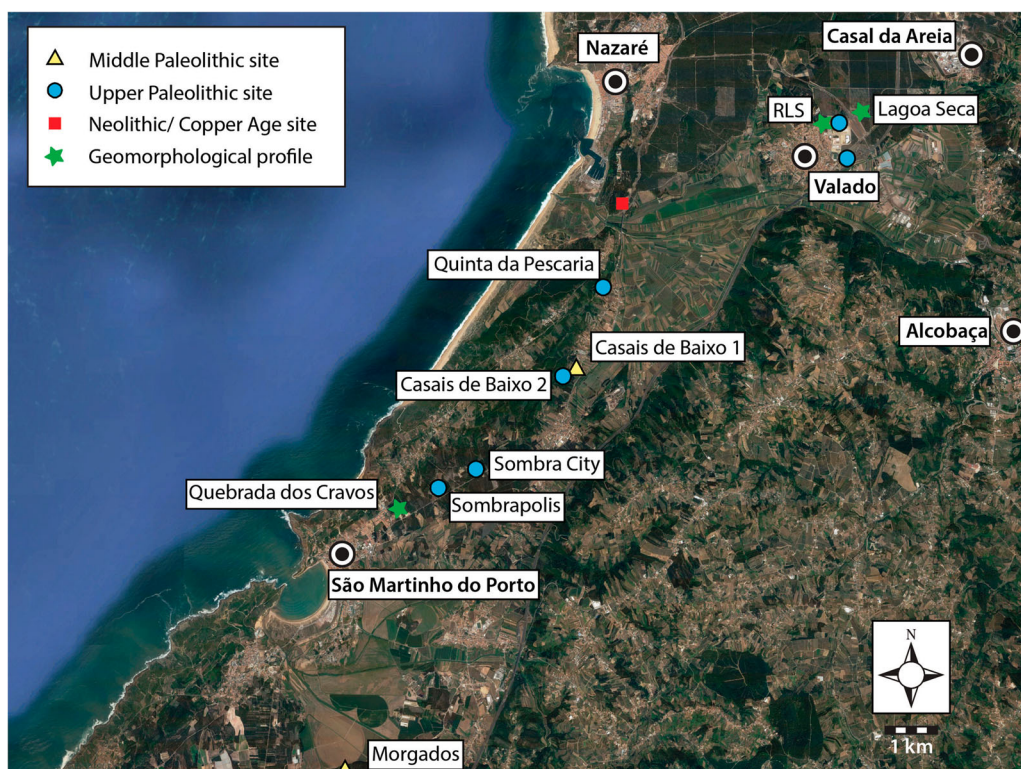 Middle Paleolithic site
Upper Paleolithic site
Neolithic/ Copper Age site
Geomorphological profile
Nazaré
Casal da Areia
RLS
Lagoa Seca
Valado
Quinta da Pescaria
Alcobaça
Casais de Baixo 1
Casais de Baixo 2
Sombra City
Quebrada dos Cravos
Sombrapolis
São Martinho do Porto
N
1 km
Morgados